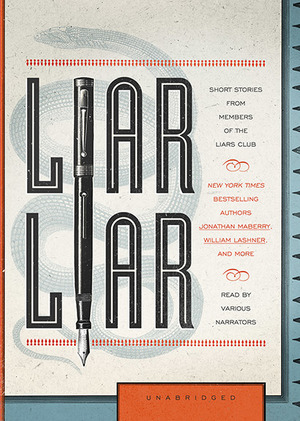 LIAR
LIAR
SHORT STORIES
FROM
MEMBERS
OF THE
LIARS CLUB
NEW YORK TIMES
BESTSELLING
AUTHORS
JONATHAN MABERRY,
WILLIAM LASHNER,
AND MORE
READ BY
VARIOUS
NARRATORS
UNABRIDGED